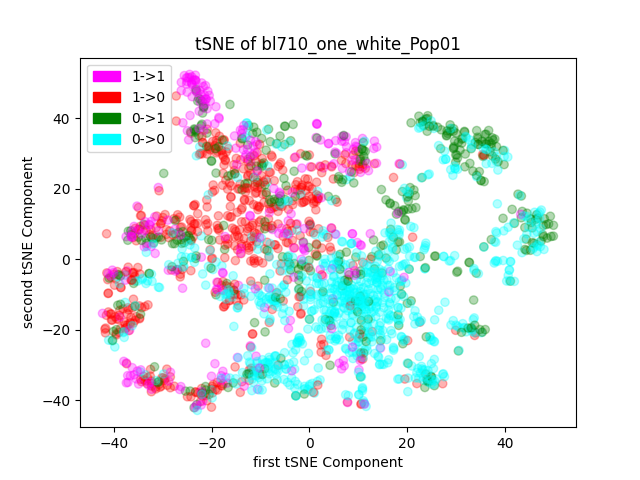 tSNE of bl710_one_white_Pop01
1->1
1->0
0->1
0->0
second tSNE Component
40
20
0
−20
−40
−40 −20 0 20 40
first tSNE Component